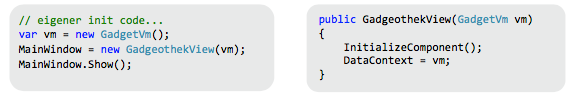 // eigener init code...
var vm = new GadgetVm();
MainWindow = new GadgeothekView(vm);
MainWindow.Show();
public GadgeothekView(GadgetVm vm)
{
    InitializeComponent();
    DataContext = vm;
}